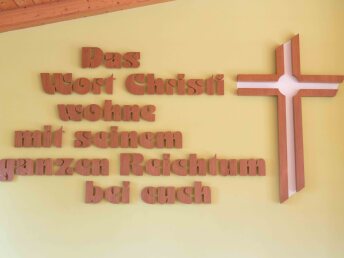 Das
Wort Christi
wohne
mit seinem
ganzen Reichtum
bei euch